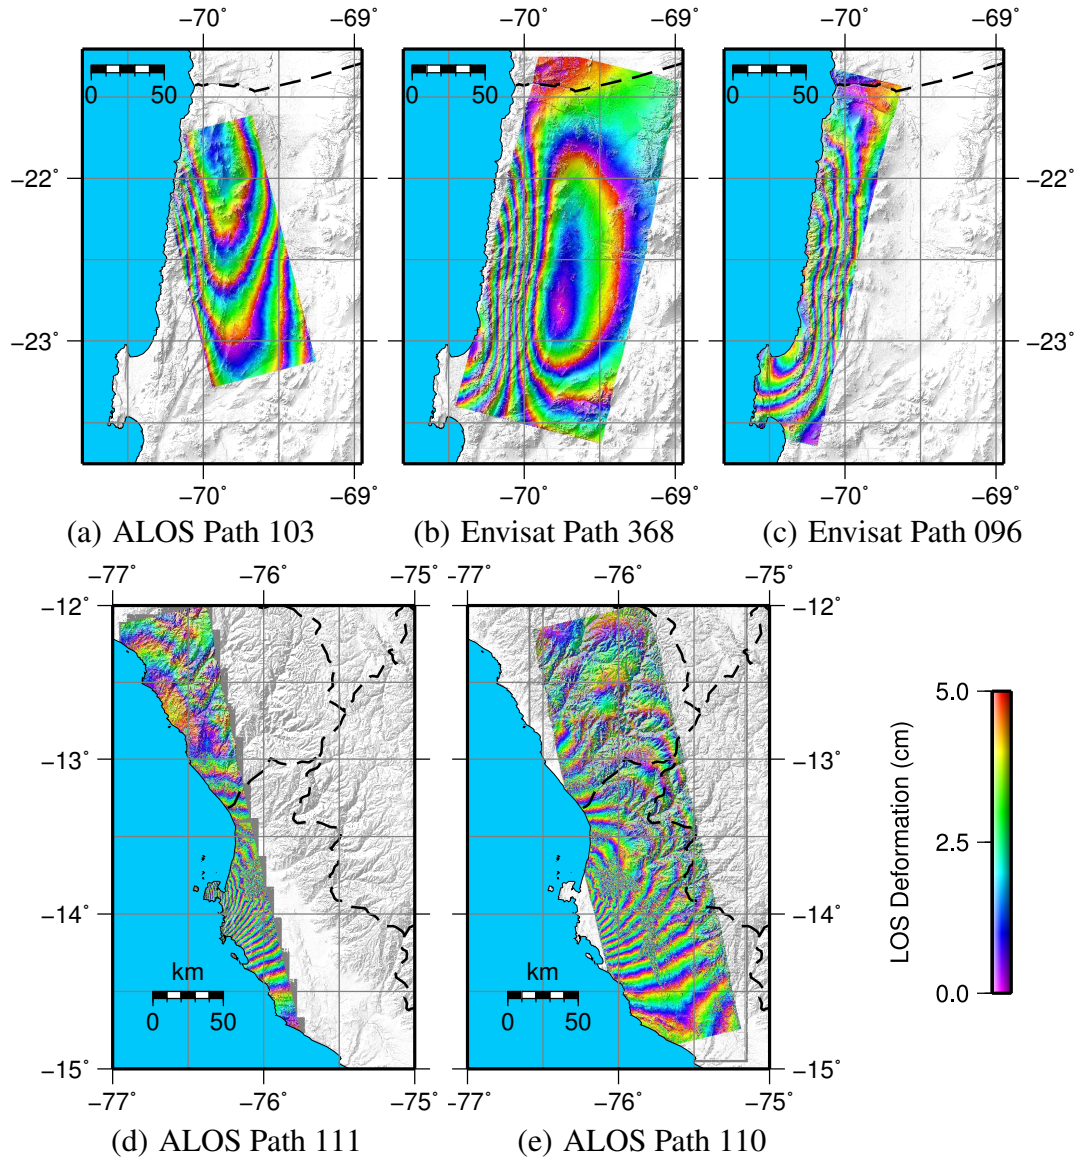 −70˚ −69˚ −70˚ −69˚ −70˚ −69˚
0 50 0 50 0 50
−22˚ −22˚
−23˚ −23˚
−70˚ −69˚ −70˚ −69˚ −70˚ −69˚
(a) ALOS Path 103 (b) Envisat Path 368 (c) Envisat Path 096
−77˚ −76˚ −75˚ −77˚ −76˚ −75˚
−12˚ −12˚
−13˚ −13˚
−14˚ −14˚
km km
0 50 0 50
−15˚ −15˚
−77˚ −76˚ −75˚ −77˚ −76˚ −75˚
(d) ALOS Path 111 (e) ALOS Path 110
5.0
2.5
0.0
LOS Deformation (cm)